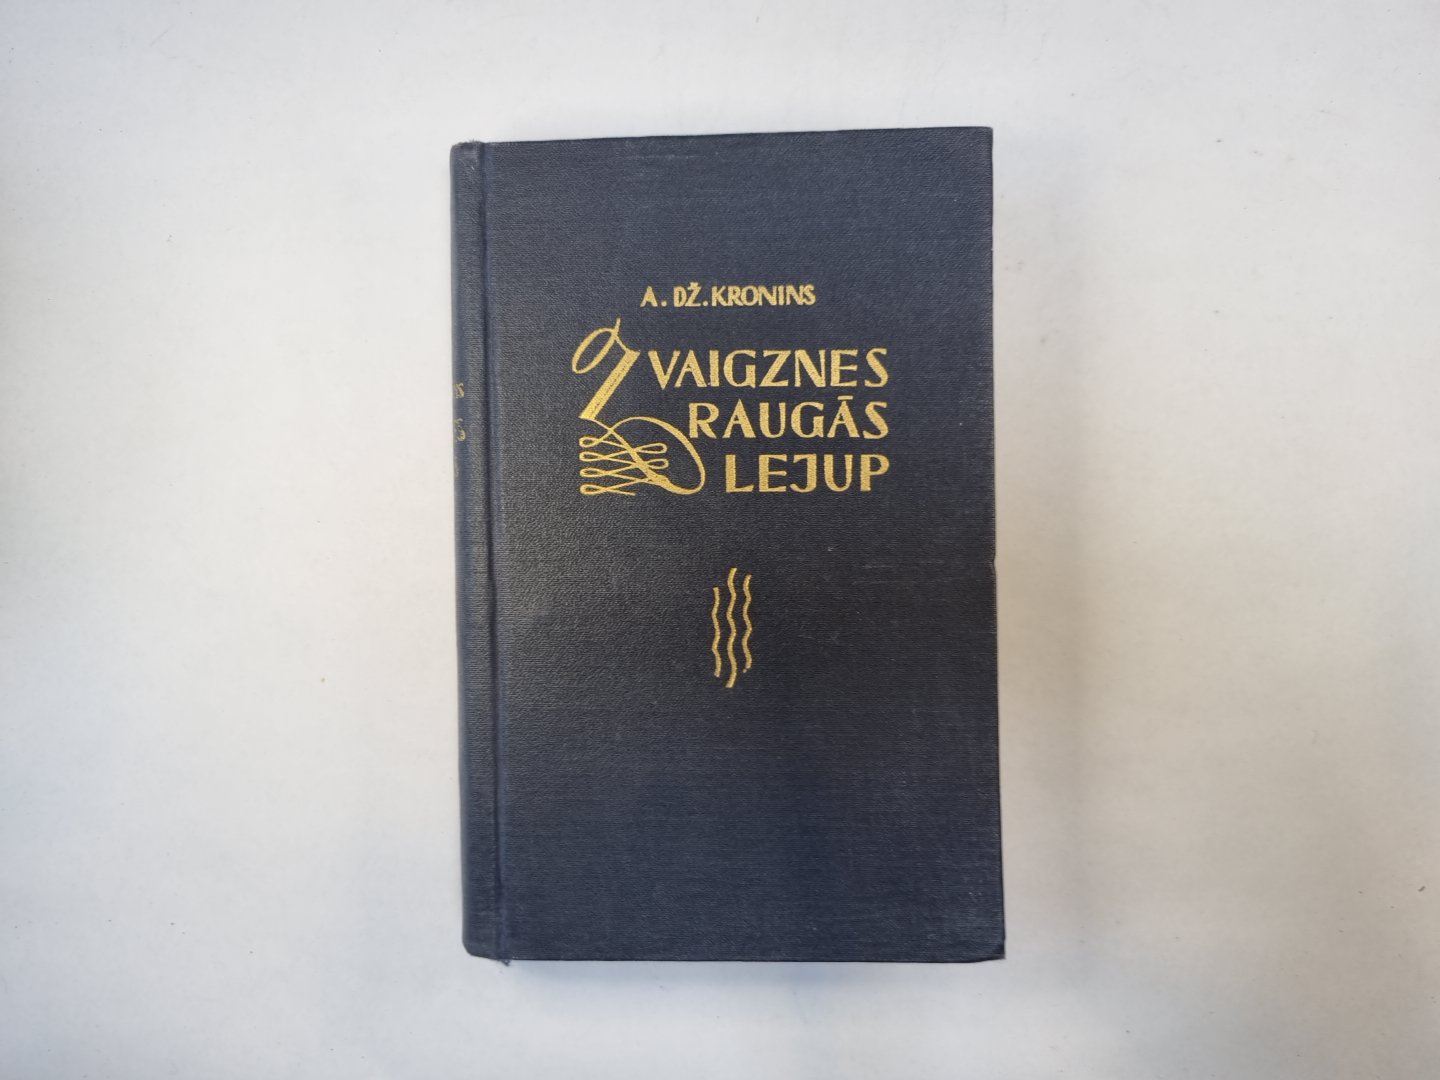 A. DŽ. KRONINS
ZVAIGZNES
RAUGĀS
LEJUP